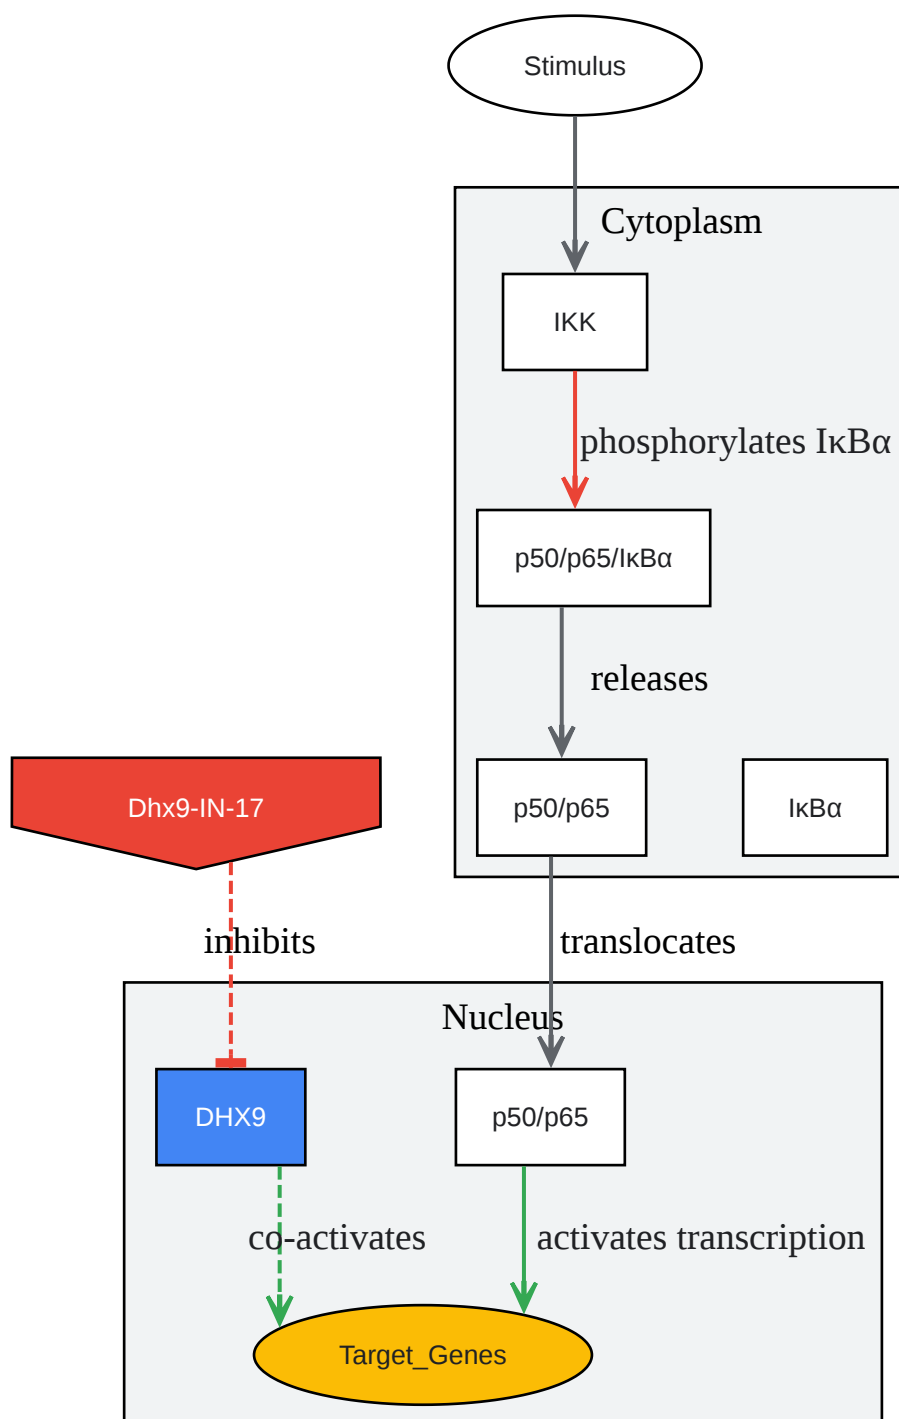 Stimulus
Cytoplasm
IKK
phosphorylates IκBα
p50/p65/IκBα
releases
Dhx9-IN-17
p50/p65
IκBα
inhibits
translocates
Nucleus
DHX9
p50/p65
co-activates
activates transcription
Target_Genes